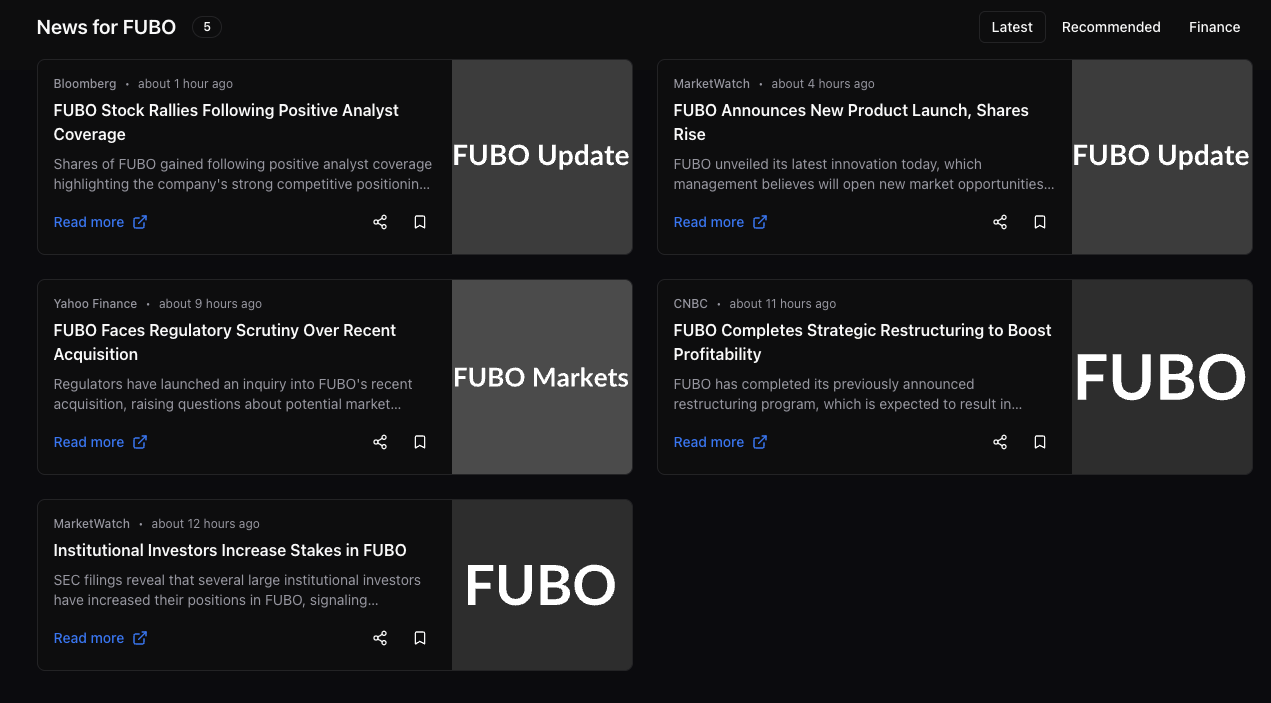 News for FUBO 5
Latest Recommended Finance
Bloomberg • about 1 hour ago
FUBO Stock Rallies Following Positive Analyst
Coverage
Shares of FUBO gained following positive analyst coverage
highlighting the company's strong competitive positionin...
Read more
FUBO Update
MarketWatch • about 4 hours ago
FUBO Announces New Product Launch, Shares
Rise
FUBO unveiled its latest innovation today, which
management believes will open new market opportunities...
Read more
FUBO Update
Yahoo Finance • about 9 hours ago
FUBO Faces Regulatory Scrutiny Over Recent
Acquisition
Regulators have launched an inquiry into FUBO's recent
acquisition, raising questions about potential market...
Read more
FUBO Markets
CNBC • about 11 hours ago
FUBO Completes Strategic Restructuring to Boost
Profitability
FUBO has completed its previously announced
restructuring program, which is expected to result in...
Read more
FUBO
MarketWatch • about 12 hours ago
Institutional Investors Increase Stakes in FUBO
SEC filings reveal that several large institutional investors
have increased their positions in FUBO, signaling...
Read more
FUBO